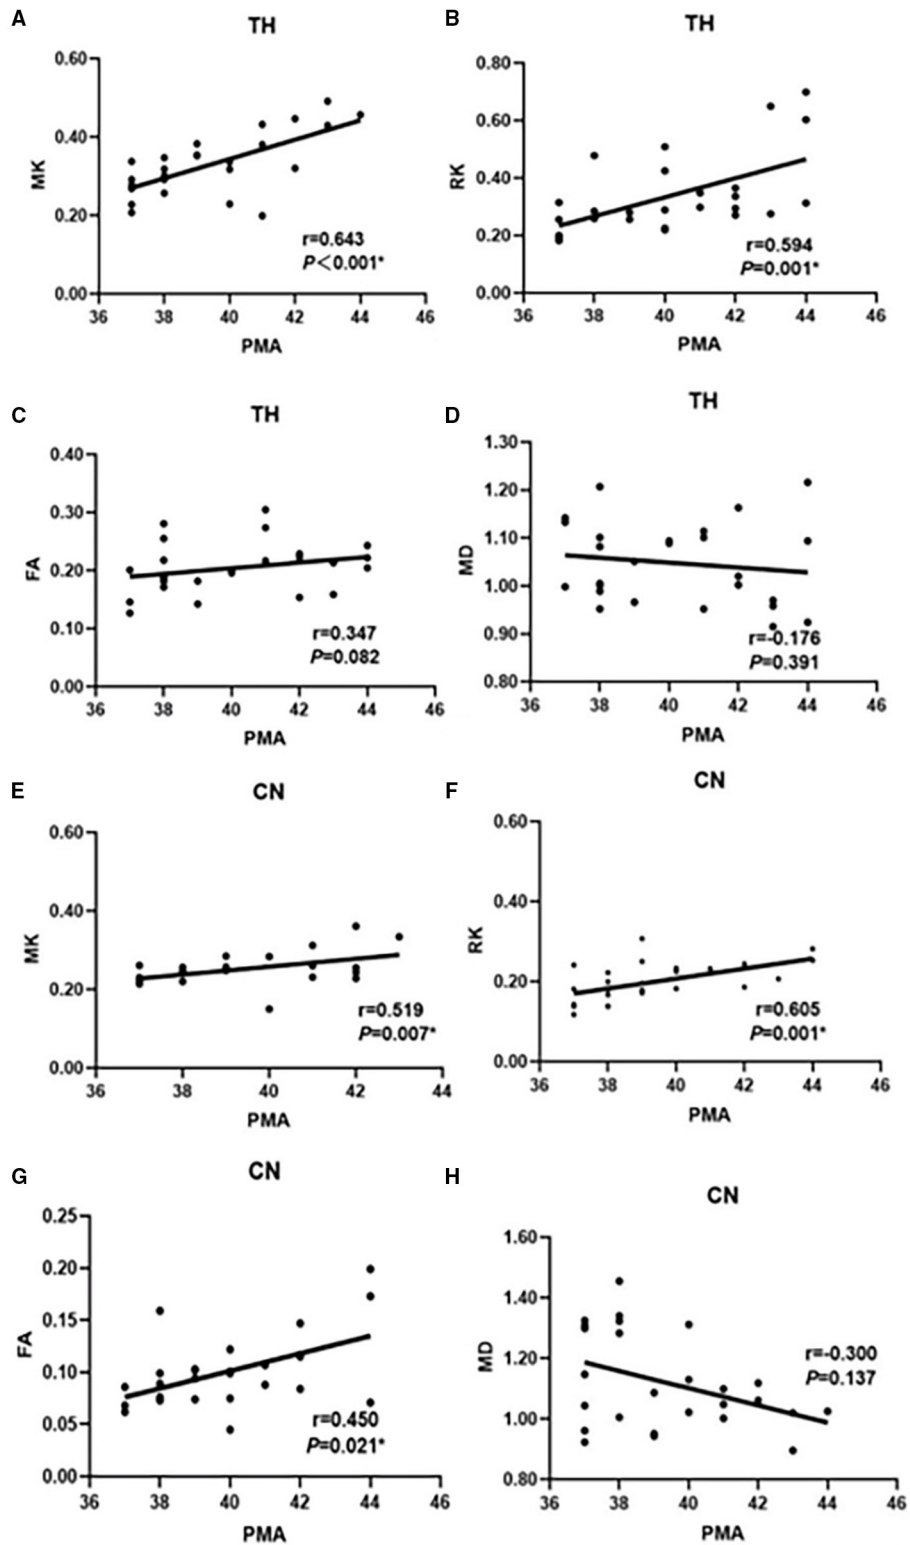 A
TH
MK
0.60
0.40
0.20
0.00
r=0.643
P<0.001*
36 38 40 42 44 46
PMA
B
TH
RK
0.80
0.60
0.40
0.20
0.00
r=0.594
P=0.001*
36 38 40 42 44 46
PMA
C
TH
FA
0.40
0.30
0.20
0.10
0.00
r=0.347
P=0.082
36 38 40 42 44 46
PMA
D
TH
MD
1.30
1.20
1.10
1.00
0.90
0.80
r=-0.176
P=0.391
36 38 40 42 44 46
PMA
E
CN
MK
0.60
0.40
0.20
0.00
r=0.519
P=0.007*
36 38 40 42 44
PMA
F
CN
RK
0.60
0.40
0.20
0.00
r=0.605
P=0.001*
36 38 40 42 44 46
PMA
G
CN
FA
0.25
0.20
0.15
0.10
0.05
0.00
r=0.450
P=0.021*
36 38 40 42 44 46
PMA
H
CN
MD
1.60
1.40
1.20
1.00
0.80
r=-0.300
P=0.137
36 38 40 42 44 46
PMA